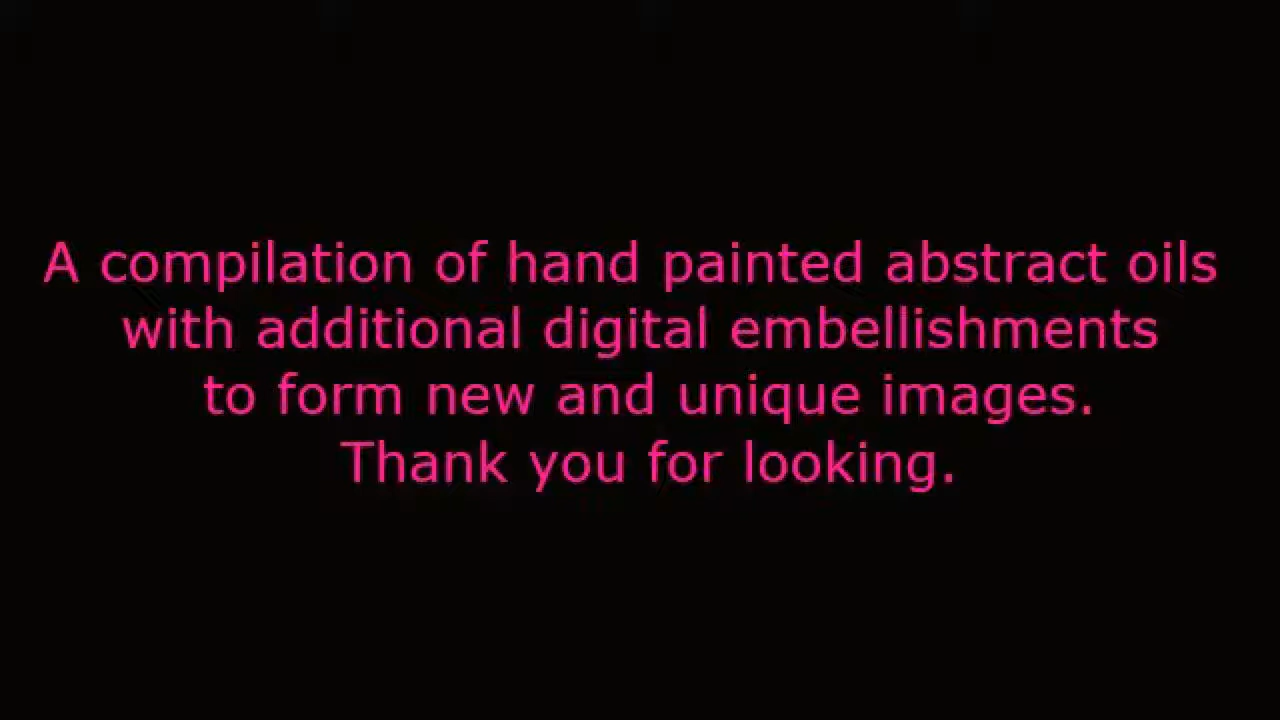 A compilation of hand painted abstract oils
with additional digital embellishments
to form new and unique images.
Thank you for looking.